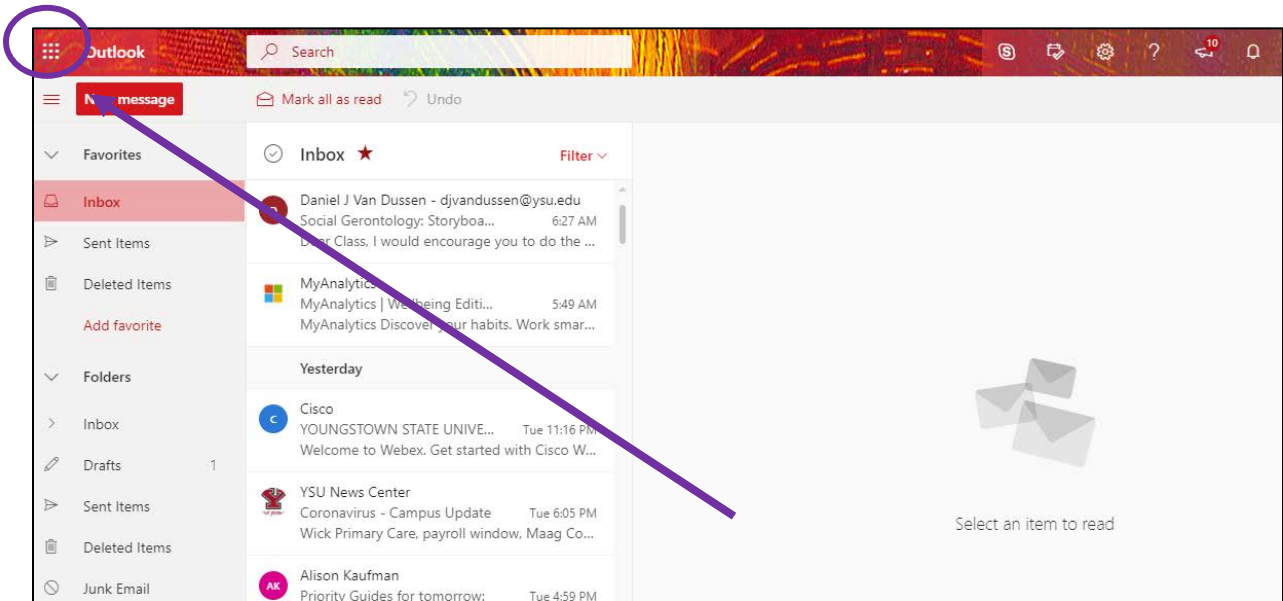 Outlook
Search
?
10
New message
Mark all as read
Undo
Favorites
Inbox
Sent Items
Deleted Items
Add favorite
Folders
Inbox
Drafts 1
Sent Items
Deleted Items
Junk Email
Inbox ★ Filter
Daniel J Van Dussen - djvandussen@ysu.edu
Social Gerontology: Storyboa... 6:27 AM
Dear Class, I would encourage you to do the ...
MyAnalytics
MyAnalytics | Wellbeing Editi... 5:49 AM
MyAnalytics Discover your habits. Work smar...
Yesterday
C
Cisco
YOUNGSTOWN STATE UNIVE... Tue 11:16 PM
Welcome to Webex. Get started with Cisco W...
YSU News Center
Coronavirus - Campus Update Tue 6:05 PM
Wick Primary Care, payroll window, Maag Co...
AK
Alison Kaufman
Priority Guides for tomorrow: Tue 4:59 PM
Select an item to read